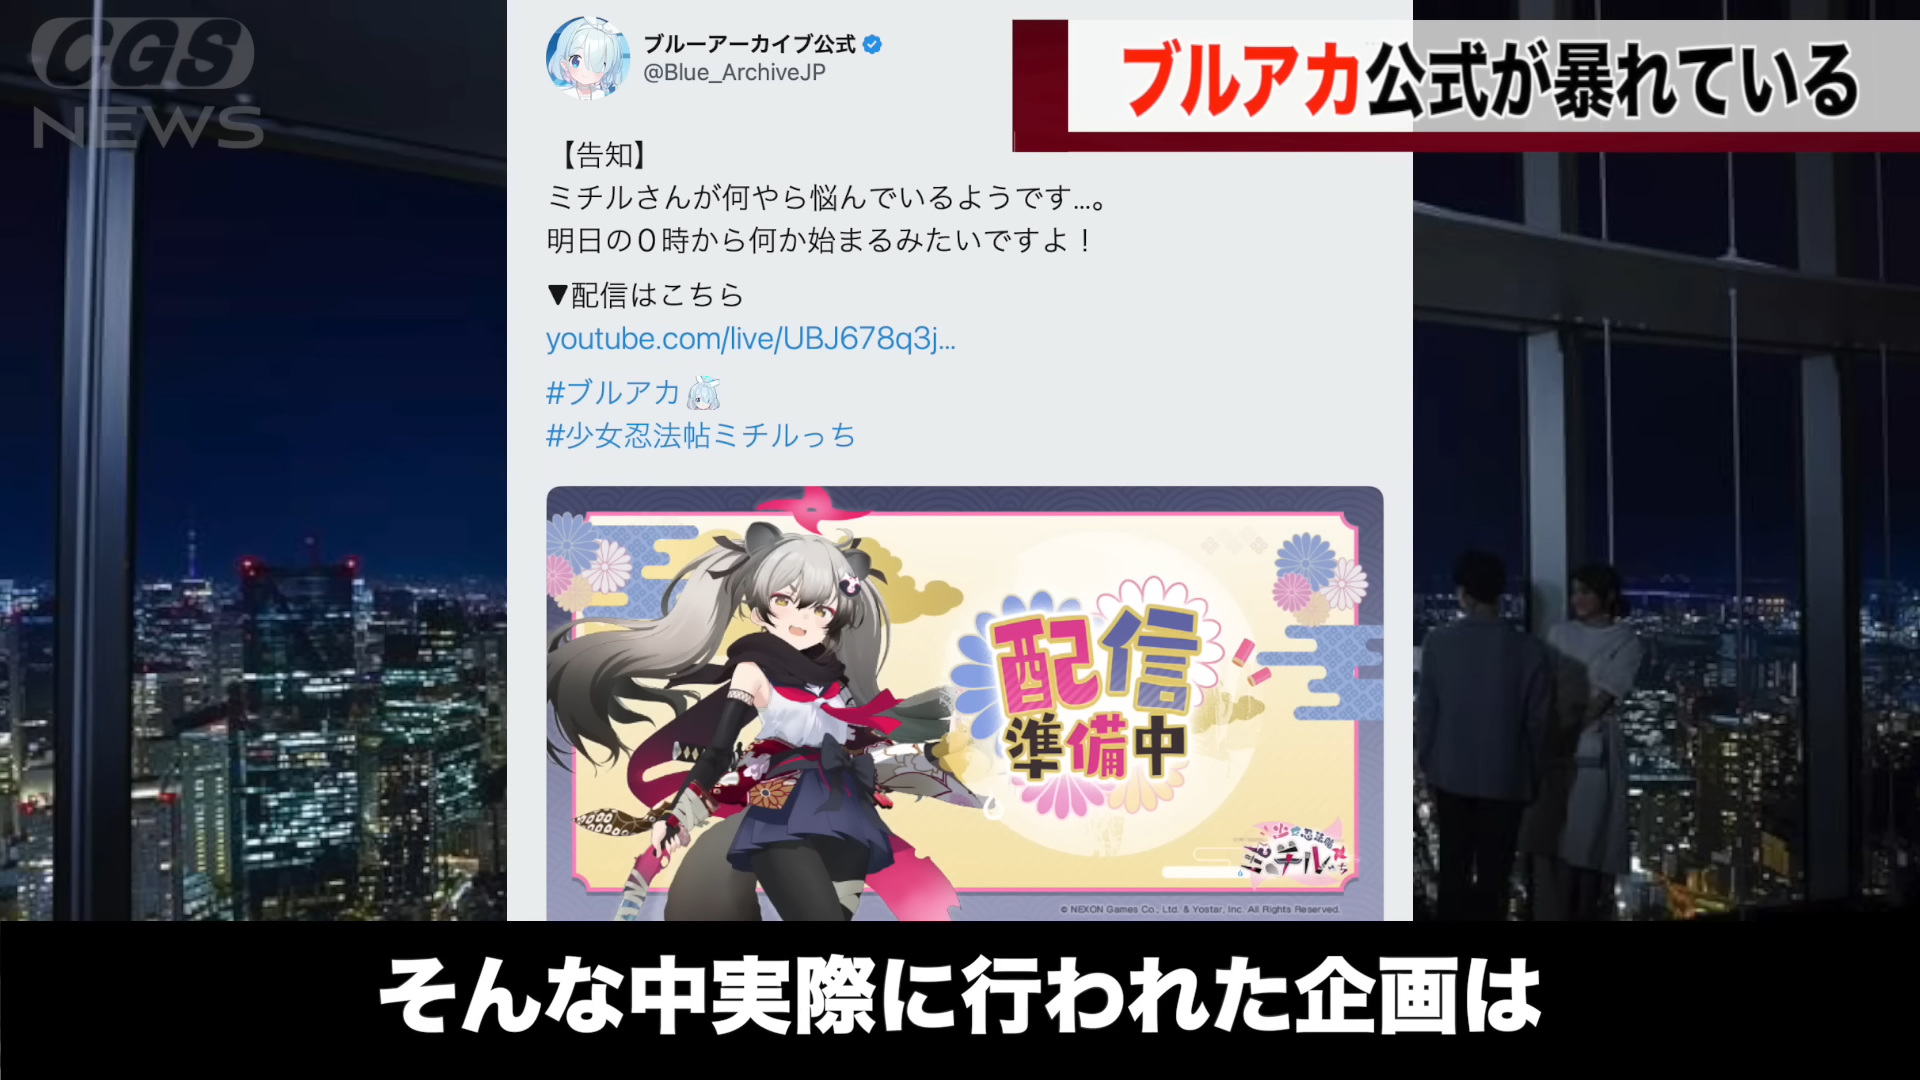 CGS
NEWS
ブルーアーカイブ公式
@Blue_ArchiveJP
ブルアカ公式が暴れている
【告知】
ミチルさんが何やら悩んでいるようです…。
明日の０時から何か始まるみたいですよ！
▼配信はこちら
youtube.com/live/UBJ678q3j…
#ブルアカ
#少女忍法帖ミチルっち
配信
準備中
少女忍法帖
ミチルっち
© NEXON Games Co., Ltd. & Yostar, Inc. All Rights Reserved.
そんな中実際に行われた企画は